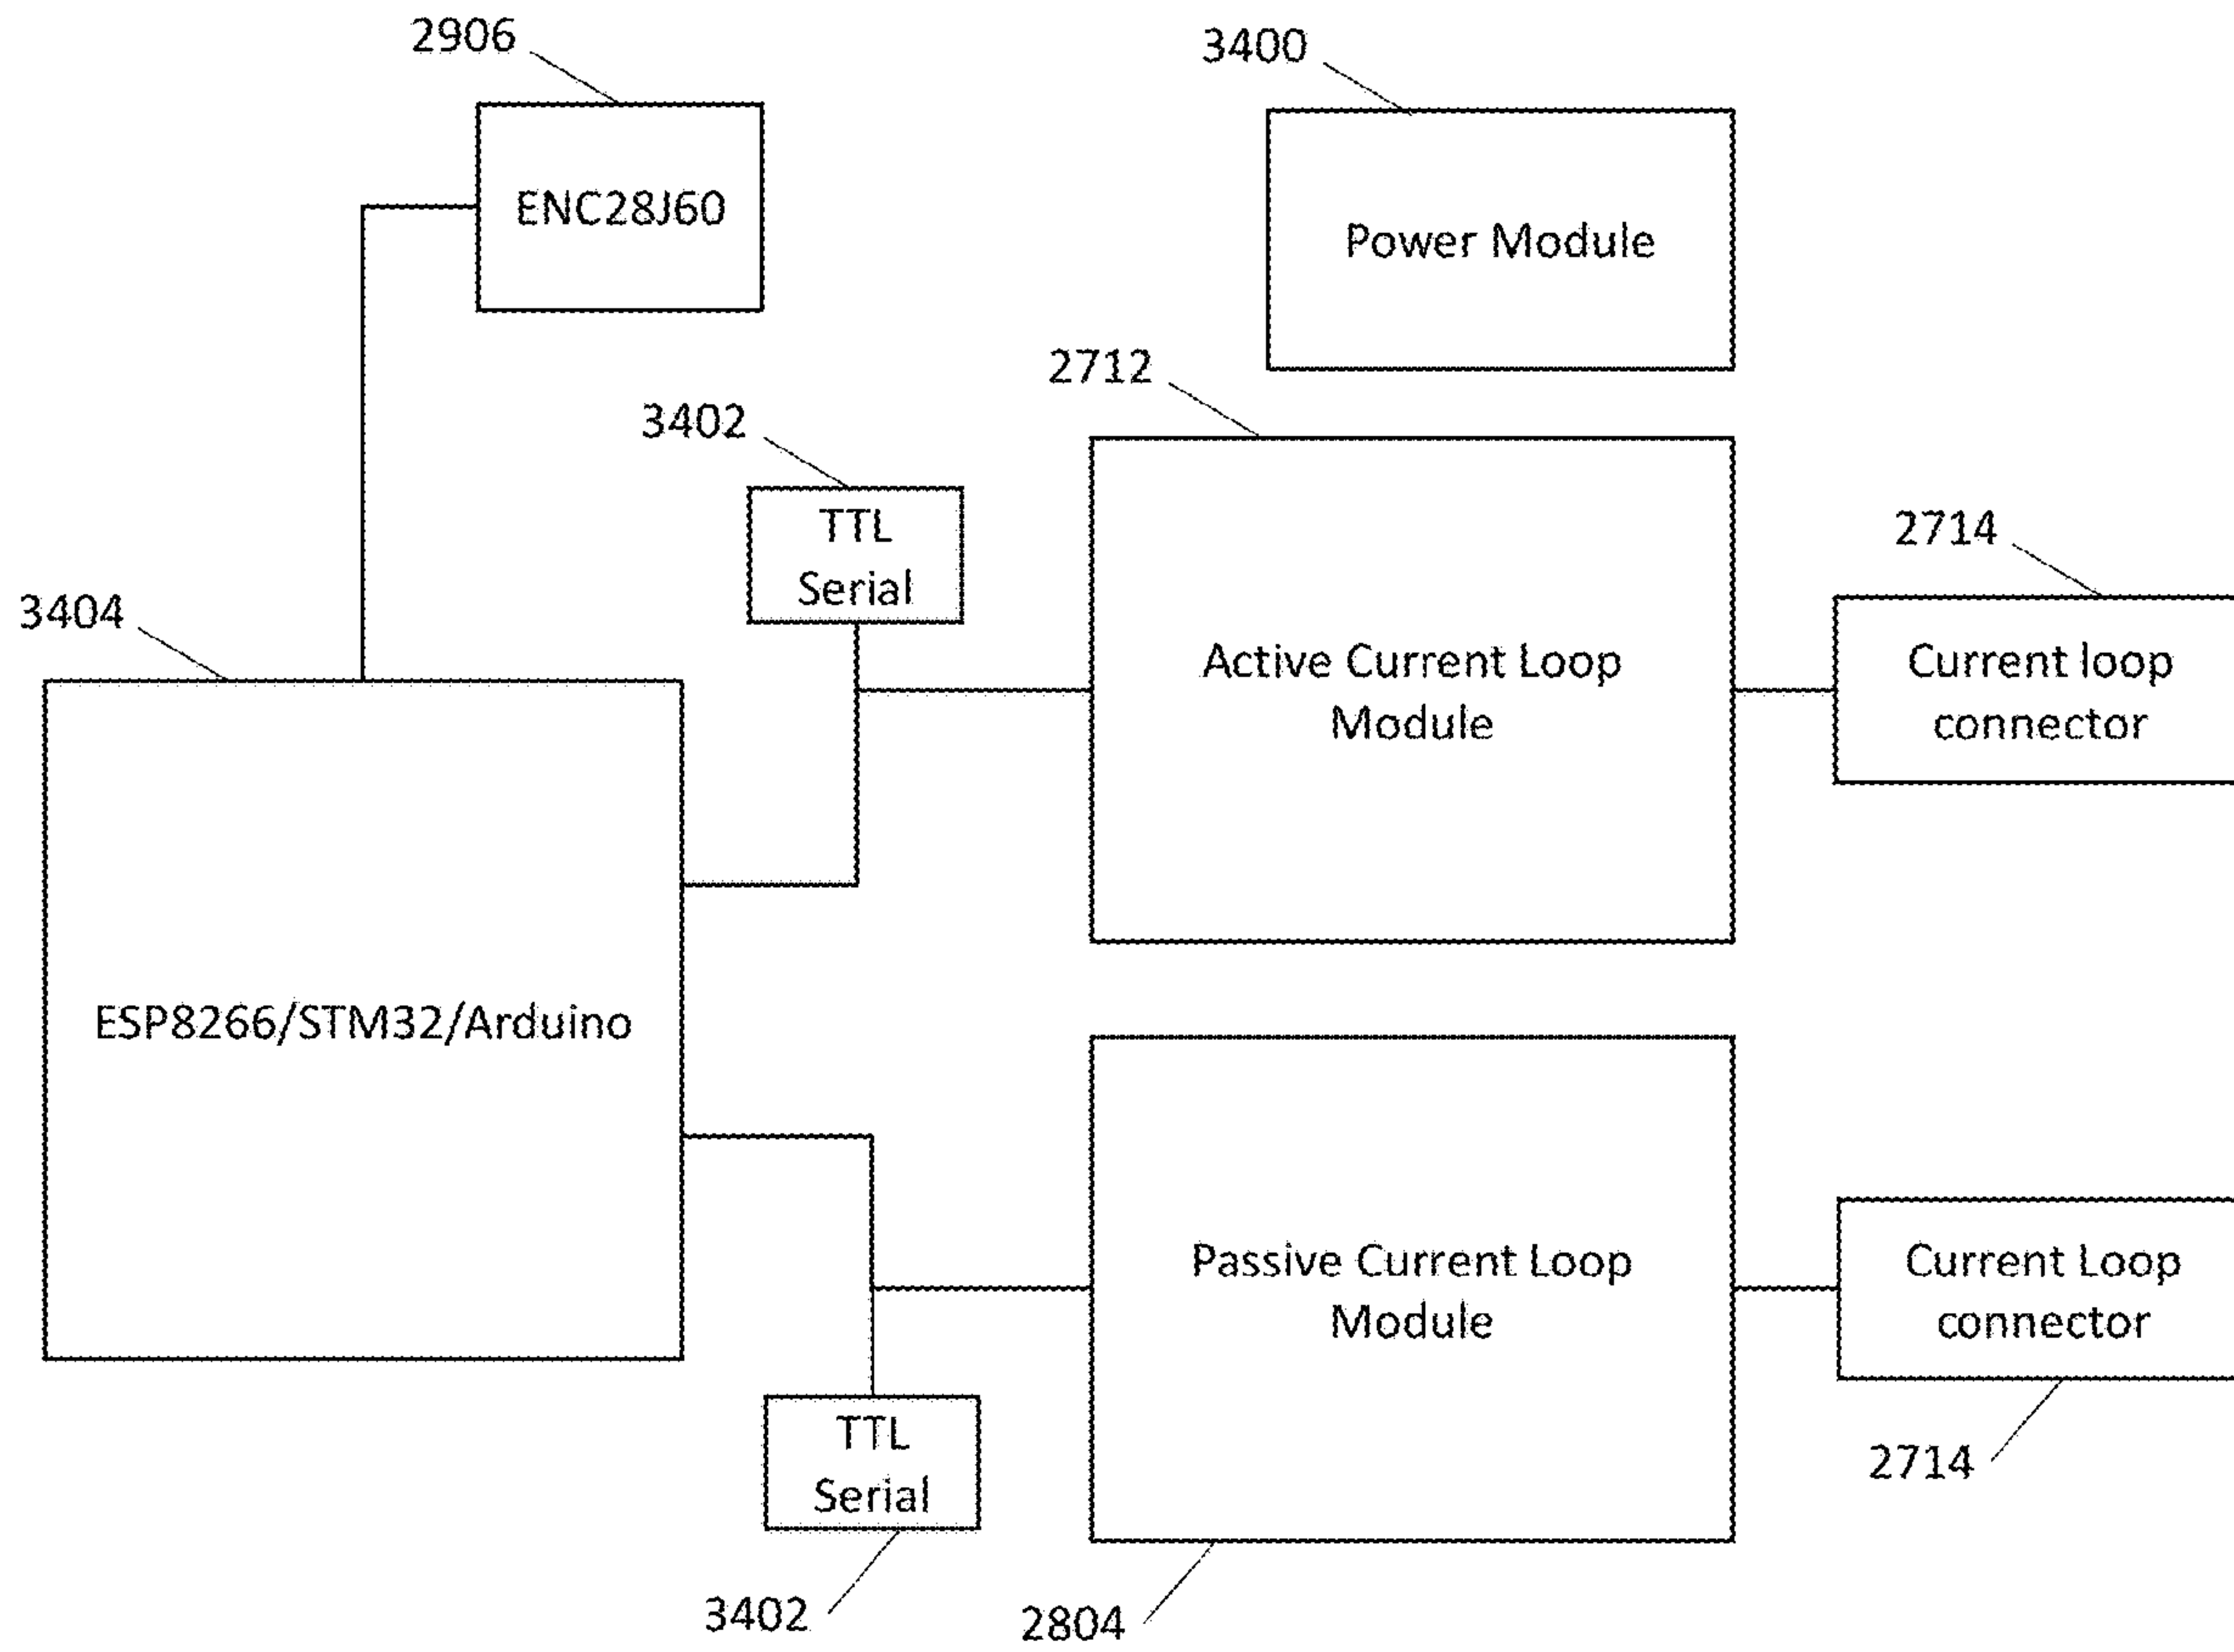 2906
3400
ENC28J60
Power Module
2712
3402
TTL
Serial
2714
3404
Active Current Loop
Module
Current loop
connector
ESP8266/STM32/Arduino
Passive Current Loop
Module
Current Loop
connector
TTL
Serial
2714
3402
2804